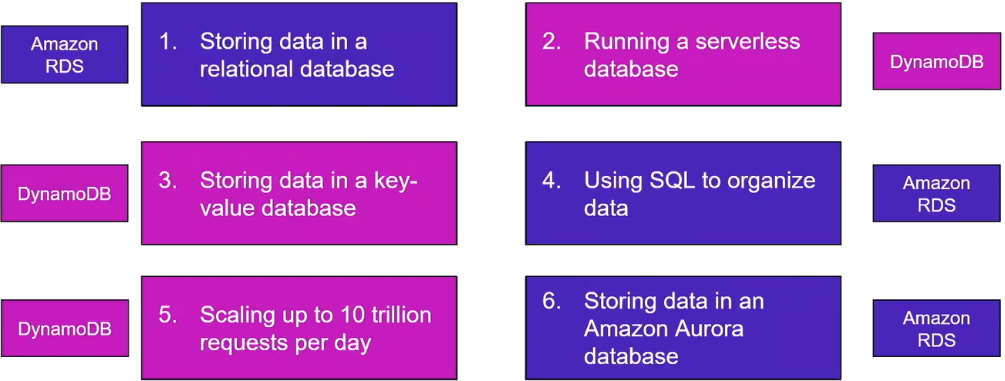 Amazon
RDS
1. Storing data in a
relational database
2. Running a serverless
database
DynamoDB
DynamoDB
3. Storing data in a key-
value database
4. Using SQL to organize
data
Amazon
RDS
DynamoDB
5. Scaling up to 10 trillion
requests per day
6. Storing data in an
Amazon Aurora
database
Amazon
RDS